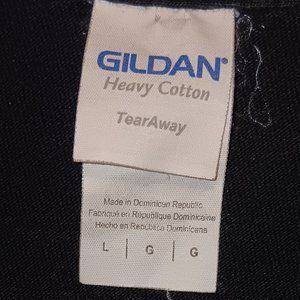 GILDAN®
Heavy Cotton
TearAway
Made in Dominican Republic
Fabriqué en République Dominicaine
Hecho en República Dominicana
L | G | G